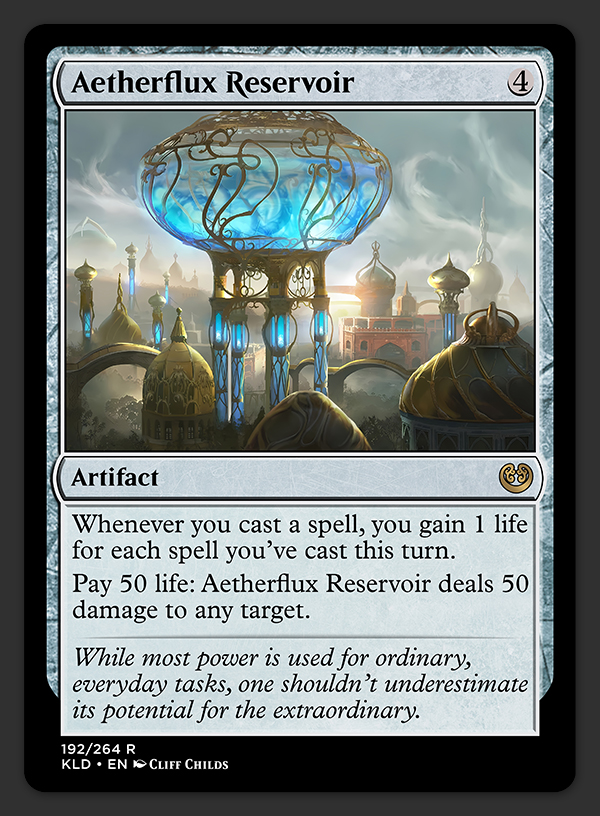 Aetherflux Reservoir 4
Artifact
Whenever you cast a spell, you gain 1 life
for each spell you’ve cast this turn.
Pay 50 life: Aetherflux Reservoir deals 50
damage to any target.
While most power is used for ordinary,
everyday tasks, one shouldn’t underestimate
its potential for the extraordinary.
192/264 R
KLD • EN Cliff Childs